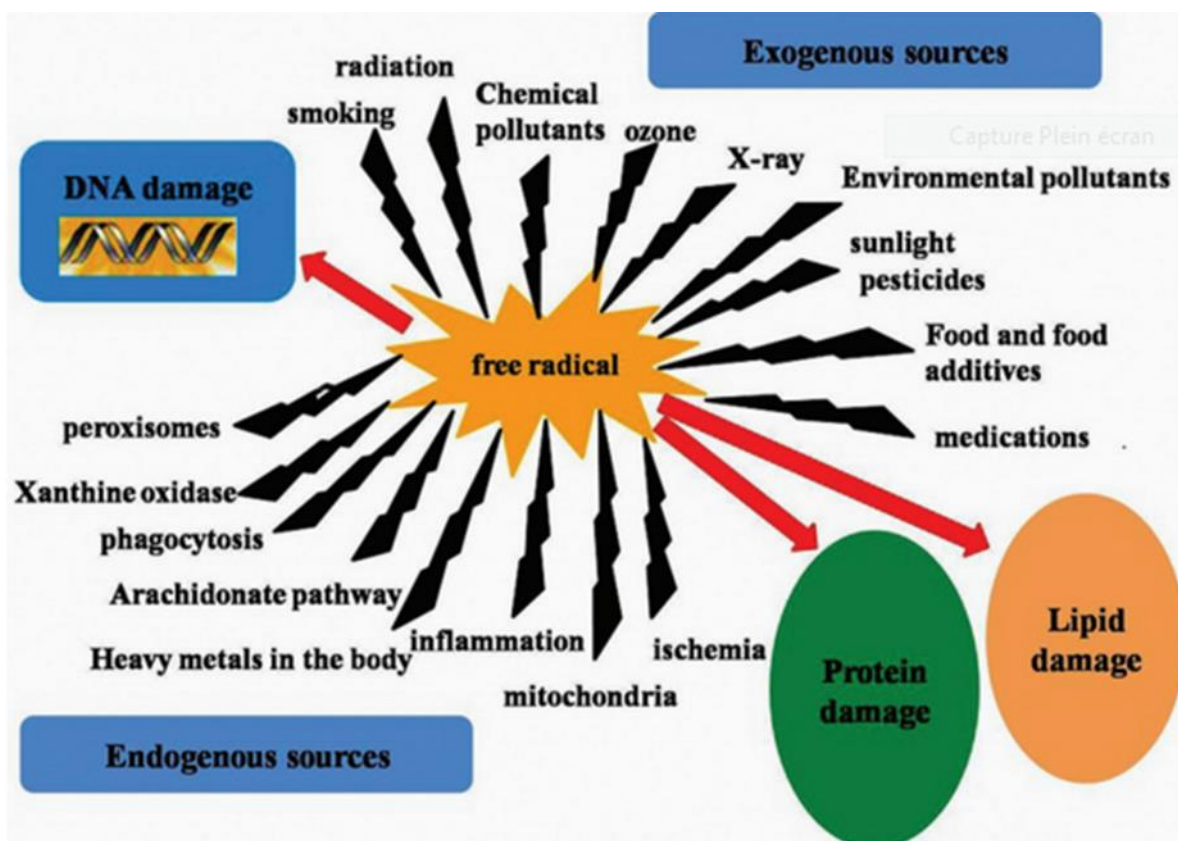 Exogenous sources
radiation
smoking
Chemical
pollutants
ozone
X-ray
Capture Plein écran
Environmental pollutants
DNA damage
sunlight
pesticides
free radical
Food and food
additives
medications
peroxisomes
Xanthine oxidase
phagocytosis
Arachidonate pathway
Heavy metals in the body
inflammation
mitochondria
ischemia
Protein
damage
Lipid
damage
Endogenous sources